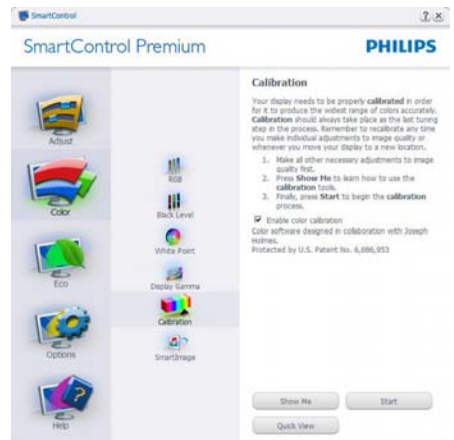 SmartControl
SmartControl Premium
PHILIPS
Adjust
Color
Eco
Options
Help
RGB
Black Level
White Point
Display Gamma
Calibration
SmartImage
Calibration
Your display needs to be properly calibrated in order
for it to produce the widest range of colors accurately.
Calibration should always take place as the last tuning
step in the process. Remember to recalibrate any time
you make individual adjustments to image quality or
whenever you move your display to a new location.
1. Make all other necessary adjustments to image
quality first.
2. Press Show Me to learn how to use the
calibration tools.
3. Finally, press Start to begin the calibration
process.
Enable color calibration
Color software designed in collaboration with Joseph
Holmes.
Protected by U.S. Patent No. 6,686,953
Show Me
Start
Quick View